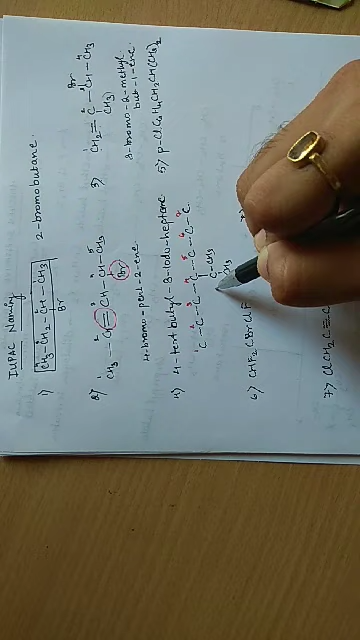 IUPAC Naming
1) CH3-CH2-CH-CH3
Br
2-bromobutane.
2) CH3-CH=CH-CH-CH3
Br
4-bromo-pent-2-ene
3) CH2=C-CH-CH3
Br
CH3
3-bromo-2-methyl
but-1-ene.
4) 4-tert butyl-3-Iodo-heptane
C-C-C-C-C-C-C
C-CH3
5) p-ClC6H4CH2CH(CH3)2
6) CHF2CBrClF
7) ClCH2C≡C